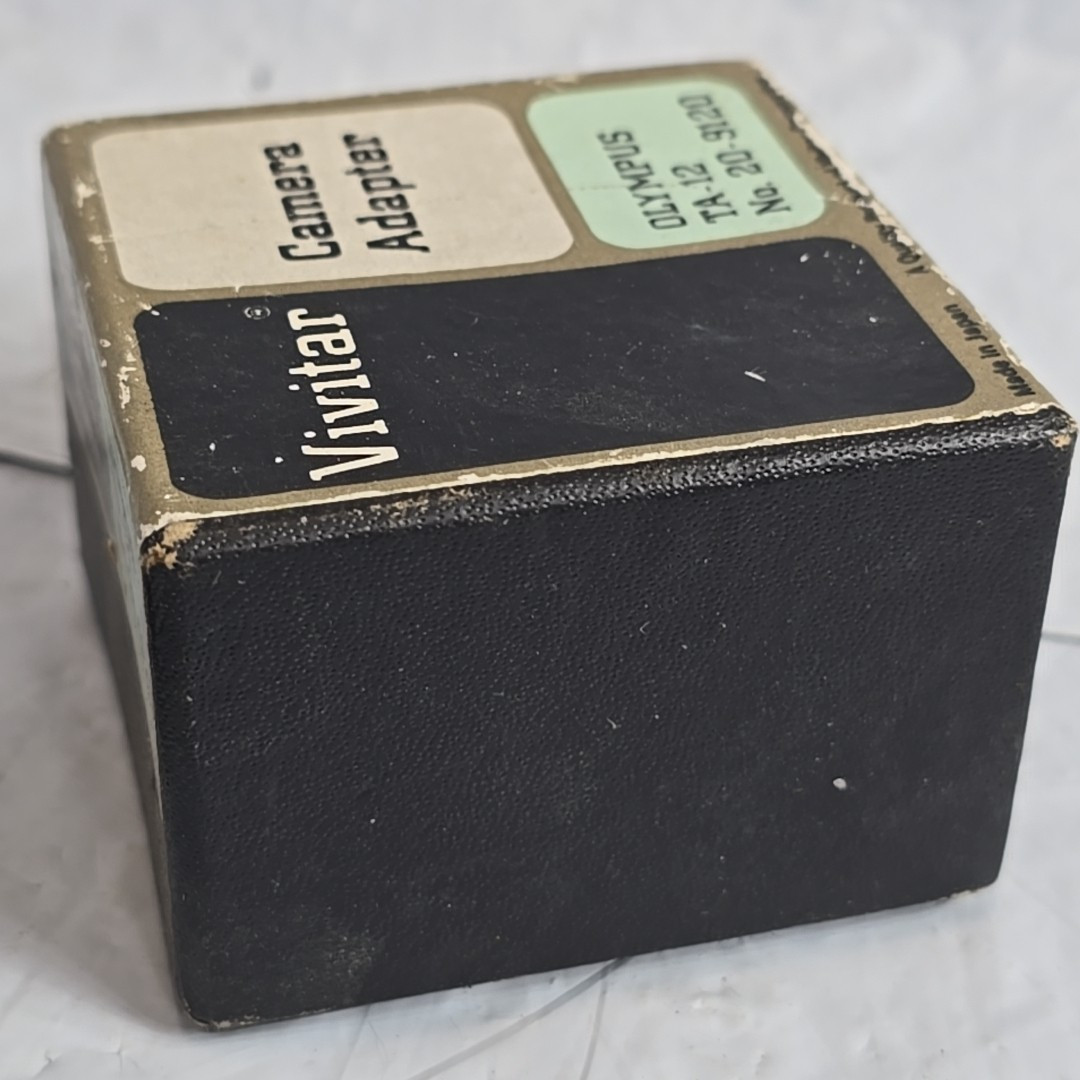 Camera
Adapter
OLYMPUS
TA-12
No. 20-9120
Vivitar®
A
Made in Japan